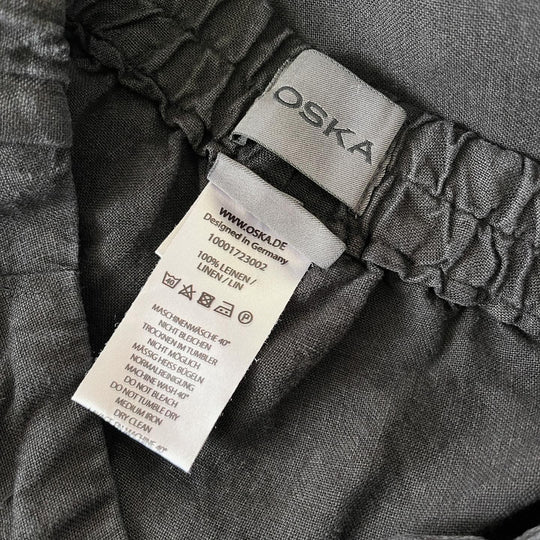 OSKA
WWW.OSKA.DE
Designed in Germany
10001723002
100% LEINEN /
LINEN / LIN
MASCHINENWÄSCHE 40°
NICHT BLEICHEN
TROCKNEN IM TUMBLER
NICHT MÖGLICH
MÄSSIG HEISS BÜGELN
NORMALREINIGUNG
MACHINE WASH 40°
DO NOT BLEACH
DO NOT TUMBLE DRY
MEDIUM IRON
DRY CLEAN
MACHINE 40°